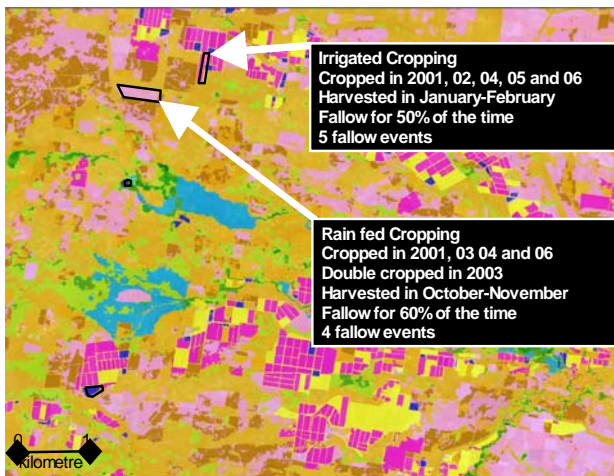 Irrigated Cropping
Cropped in 2001, 02, 04, 05 and 06
Harvested in January-February
Fallow for 50% of the time
5 fallow events
Rain fed Cropping
Cropped in 2001, 03 04 and 06
Double cropped in 2003
Harvested in October-November
Fallow for 60% of the time
4 fallow events
0 1
kilometre